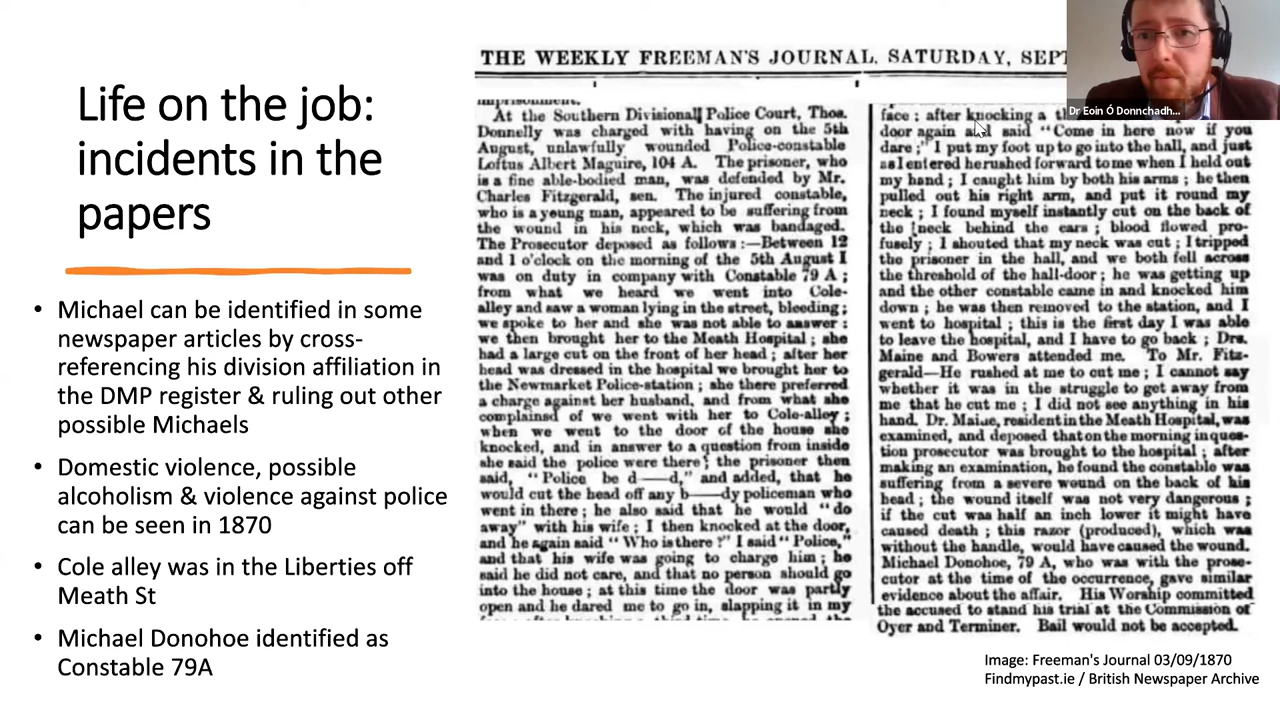 Life on the job:
incidents in the
papers
• Michael can be identified in some
newspaper articles by cross-
referencing his division affiliation in
the DMP register & ruling out other
possible Michaels
• Domestic violence, possible
alcoholism & violence against police
can be seen in 1870
• Cole alley was in the Liberties off
Meath St
• Michael Donohoe identified as
Constable 79A
THE WEEKLY FREEMAN'S JOURNAL, SATURDAY, SEPT
imprisonment.
At the Southern Divisional Police Court, Thos.
Donnelly was charged with having on the 5th
August, unlawfully wounded Police-constable
Loftus Albert Maguire, 104 A. The prisoner, who
is a fine able-bodied man, was defended by Mr.
Charles Fitzgerald, sen. The injured constable,
who is a young man, appeared to be suffering from
the wound in his neck, which was bandaged.
The Prosecutor deposed as follows:—Between 12
and 1 o'clock on the morning of the 5th August I
was on duty in company with Constable 79 A;
from what we heard we went into Cole-
alley and saw a woman lying in the street, bleeding;
we spoke to her and she was not able to answer:
we then brought her to the Meath Hospital; she
had a large cut on the front of her head; after her
head was dressed in the hospital we brought her to
the Newmarket Police-station; she there preferred
a charge against her husband, and from what she
complained of we went with her to Cole-alley;
when we went to the door of the house she
knocked, and in answer to a question from inside
she said the police were there; the prisoner then
said, "Police be d—d," and added, that he
would cut the head off any b—dy policeman who
went in there; he also said that he would "do
away" with his wife; I then knocked at the door,
and he again said "Who is there?" I said "Police,"
and that his wife was going to charge him; he
said he did not care, and that no person should go
into the house; at this time the door was partly
open and he dared me to go in, slapping it in my
face; after knocking a
door again and said "Come in here now if you
dare;" I put my foot up to go into the hall, and just
as I entered he rushed forward to me when I held out
my hand; I caught him by both his arms; he then
pulled out his right arm, and put it round my
neck; I found myself instantly cut on the back of
the neck behind the ears; blood flowed pro-
fusely; I shouted that my neck was cut; I tripped
the prisoner in the hall, and we both fell across
the threshold of the hall-door; he was getting up
and the other constable came in and knocked him
down; he was then removed to the station, and I
went to hospital; this is the first day I was able
to leave the hospital, and I have to go back; Drs.
Maine and Bowers attended me. To Mr. Fitz-
gerald—He rushed at me to cut me; I cannot say
whether it was in the struggle to get away from
me that he cut me; I did not see anything in his
hand. Dr. Maine, resident in the Meath Hospital, was
examined, and deposed that on the morning in ques-
tion prosecutor was brought to the hospital; after
making an examination, he found the constable was
suffering from a severe wound on the back of his
head; the wound itself was not very dangerous;
if the cut was half an inch lower it might have
caused death; this razor (produced), which was
without the handle, would have caused the wound.
Michael Donohoe, 79 A, who was with the prose-
cutor at the time of the occurrence, gave similar
evidence about the affair. His Worship committed
the accused to stand his trial at the Commission of
Oyer and Terminer. Bail would not be accepted.
Dr Eoin Ó Donnchadh...
Image: Freeman's Journal 03/09/1870
Findmypast.ie / British Newspaper Archive